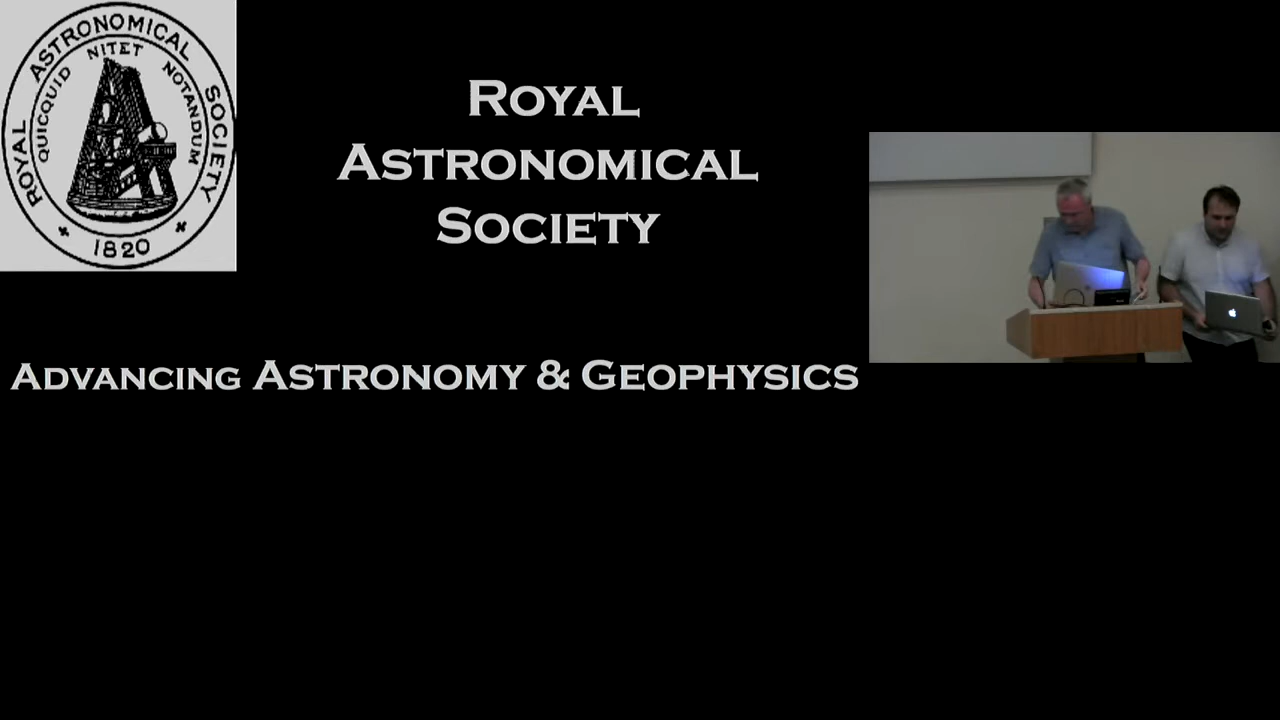 ROYAL ASTRONOMICAL SOCIETY
QUICQUID NITET NOTANDUM
1820
ROYAL
ASTRONOMICAL
SOCIETY
ADVANCING ASTRONOMY & GEOPHYSICS